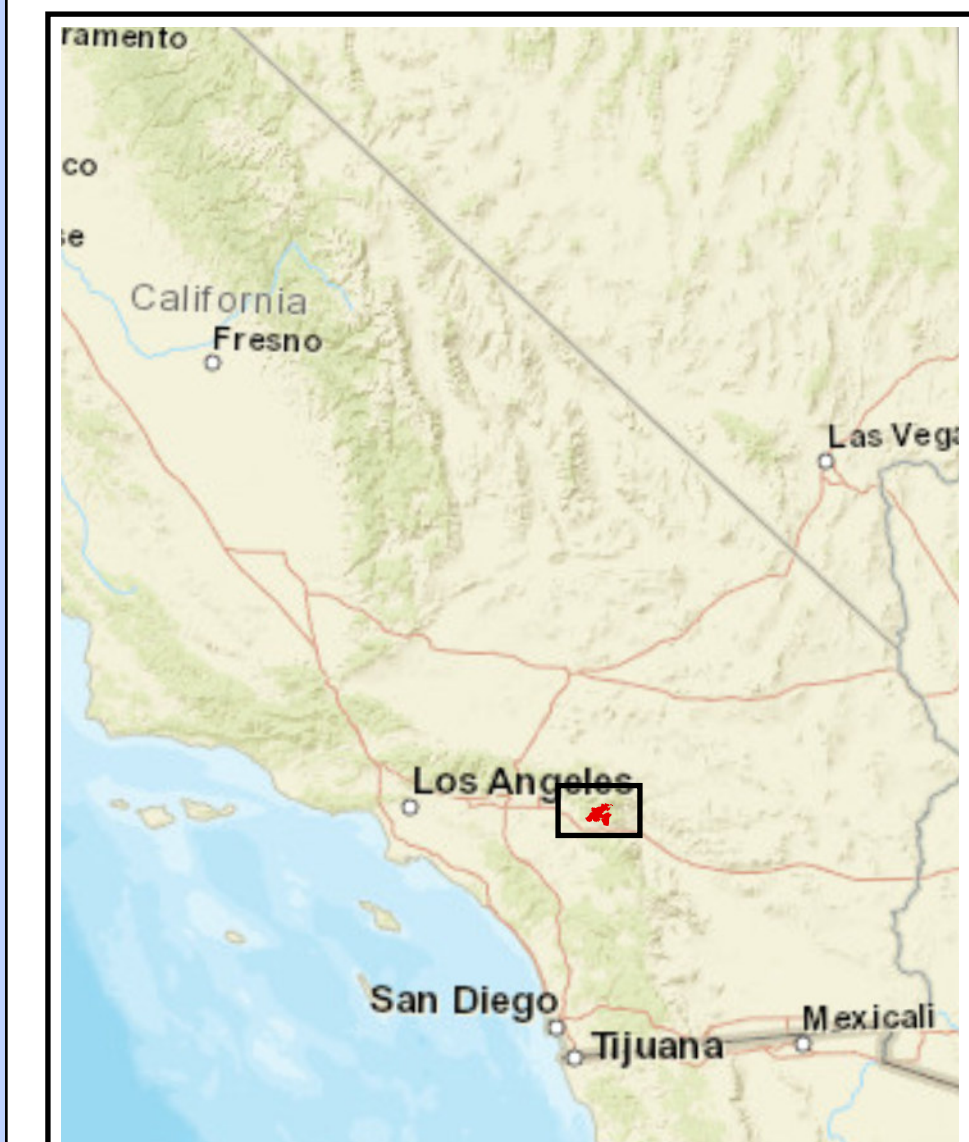 ramento
co
se
California
Fresno
Las Vega
Los Angeles
San Diego
Mexicali
Tijuana